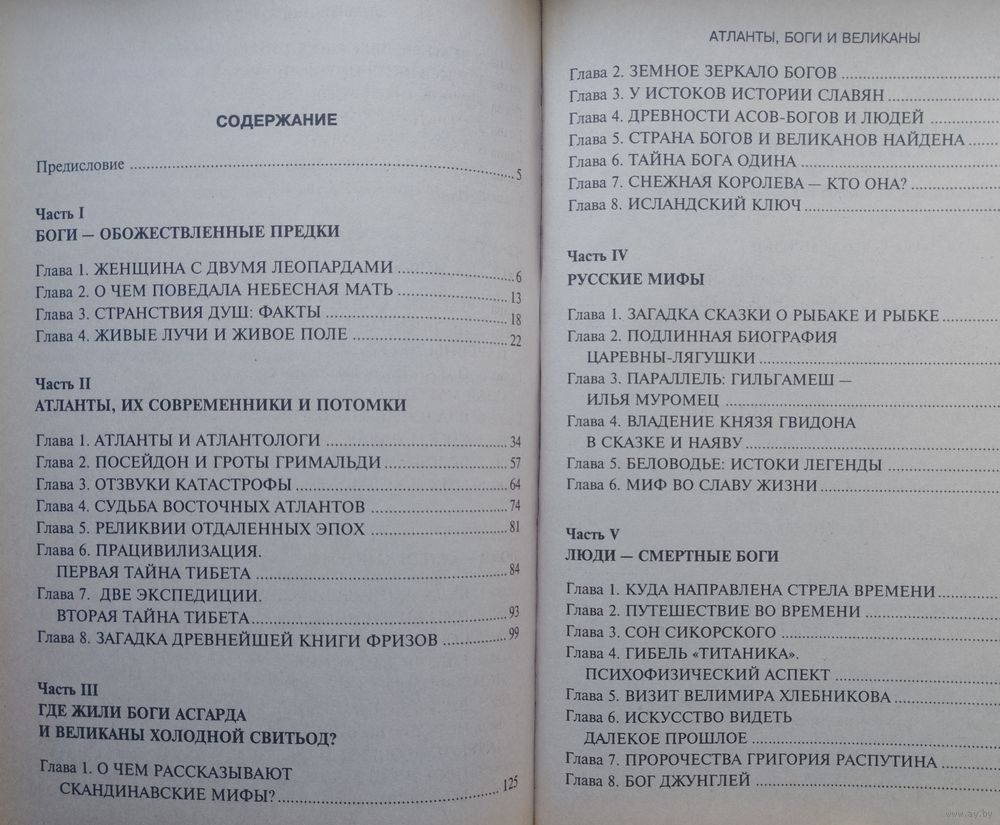 СОДЕРЖАНИЕ
Предисловие ..... 5
Часть I
БОГИ — ОБОЖЕСТВЛЕННЫЕ ПРЕДКИ
Глава 1. ЖЕНЩИНА С ДВУМЯ ЛЕОПАРДАМИ ..... 6
Глава 2. О ЧЕМ ПОВЕДАЛА НЕБЕСНАЯ МАТЬ ..... 13
Глава 3. СТРАНСТВИЯ ДУШ: ФАКТЫ ..... 18
Глава 4. ЖИВЫЕ ЛУЧИ И ЖИВОЕ ПОЛЕ ..... 22
Часть II
АТЛАНТЫ, ИХ СОВРЕМЕННИКИ И ПОТОМКИ
Глава 1. АТЛАНТЫ И АТЛАНТОЛОГИ ..... 34
Глава 2. ПОСЕЙДОН И ГРОТЫ ГРИМАЛЬДИ ..... 57
Глава 3. ОТЗВУКИ КАТАСТРОФЫ ..... 64
Глава 4. СУДЬБА ВОСТОЧНЫХ АТЛАНТОВ ..... 74
Глава 5. РЕЛИКВИИ ОТДАЛЕННЫХ ЭПОХ ..... 81
Глава 6. ПРАЦИВИЛИЗАЦИЯ.
ПЕРВАЯ ТАЙНА ТИБЕТА ..... 84
Глава 7. ДВЕ ЭКСПЕДИЦИИ.
ВТОРАЯ ТАЙНА ТИБЕТА ..... 93
Глава 8. ЗАГАДКА ДРЕВНЕЙШЕЙ КНИГИ ФРИЗОВ ..... 99
Часть III
ГДЕ ЖИЛИ БОГИ АСГАРДА
И ВЕЛИКАНЫ ХОЛОДНОЙ СВИТЬОД?
Глава 1. О ЧЕМ РАССКАЗЫВАЮТ
СКАНДИНАВСКИЕ МИФЫ? ..... 125
АТЛАНТЫ, БОГИ И ВЕЛИКАНЫ
Глава 2. ЗЕМНОЕ ЗЕРКАЛО БОГОВ .....
Глава 3. У ИСТОКОВ ИСТОРИИ СЛАВЯН .....
Глава 4. ДРЕВНОСТИ АСОВ-БОГОВ И ЛЮДЕЙ .....
Глава 5. СТРАНА БОГОВ И ВЕЛИКАНОВ НАЙДЕНА .....
Глава 6. ТАЙНА БОГА ОДИНА .....
Глава 7. СНЕЖНАЯ КОРОЛЕВА — КТО ОНА? .....
Глава 8. ИСЛАНДСКИЙ КЛЮЧ .....
Часть IV
РУССКИЕ МИФЫ
Глава 1. ЗАГАДКА СКАЗКИ О РЫБАКЕ И РЫБКЕ .....
Глава 2. ПОДЛИННАЯ БИОГРАФИЯ
ЦАРЕВНЫ-ЛЯГУШКИ .....
Глава 3. ПАРАЛЛЕЛЬ: ГИЛЬГАМЕШ —
ИЛЬЯ МУРОМЕЦ .....
Глава 4. ВЛАДЕНИЕ КНЯЗЯ ГВИДОНА
В СКАЗКЕ И НАЯВУ .....
Глава 5. БЕЛОВОДЬЕ: ИСТОКИ ЛЕГЕНДЫ .....
Глава 6. МИФ ВО СЛАВУ ЖИЗНИ .....
Часть V
ЛЮДИ — СМЕРТНЫЕ БОГИ
Глава 1. КУДА НАПРАВЛЕНА СТРЕЛА ВРЕМЕНИ .....
Глава 2. ПУТЕШЕСТВИЕ ВО ВРЕМЕНИ .....
Глава 3. СОН СИКОРСКОГО .....
Глава 4. ГИБЕЛЬ «ТИТАНИКА».
ПСИХОФИЗИЧЕСКИЙ АСПЕКТ .....
Глава 5. ВИЗИТ ВЕЛИМИРА ХЛЕБНИКОВА .....
Глава 6. ИСКУССТВО ВИДЕТЬ
ДАЛЕКОЕ ПРОШЛОЕ .....
Глава 7. ПРОРОЧЕСТВА ГРИГОРИЯ РАСПУТИНА .....
Глава 8. БОГ ДЖУНГЛЕЙ .....
www.ay.by